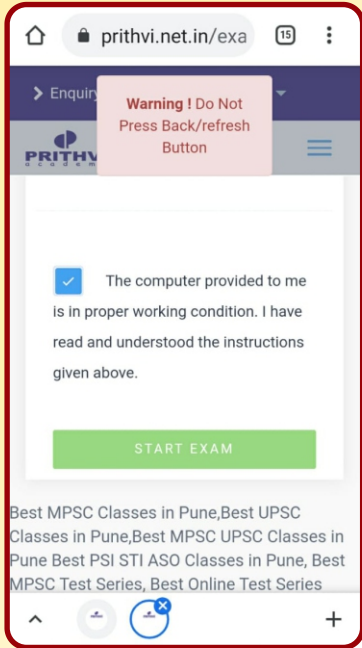 prithvi.net.in/exa
15
Enquiry
Warning ! Do Not
Press Back/refresh
Button
PRITHV
academ
The computer provided to me
is in proper working condition. I have
read and understood the instructions
given above.
START EXAM
Best MPSC Classes in Pune,Best UPSC
Classes in Pune,Best MPSC UPSC Classes in
Pune Best PSI STI ASO Classes in Pune, Best
MPSC Test Series, Best Online Test Series